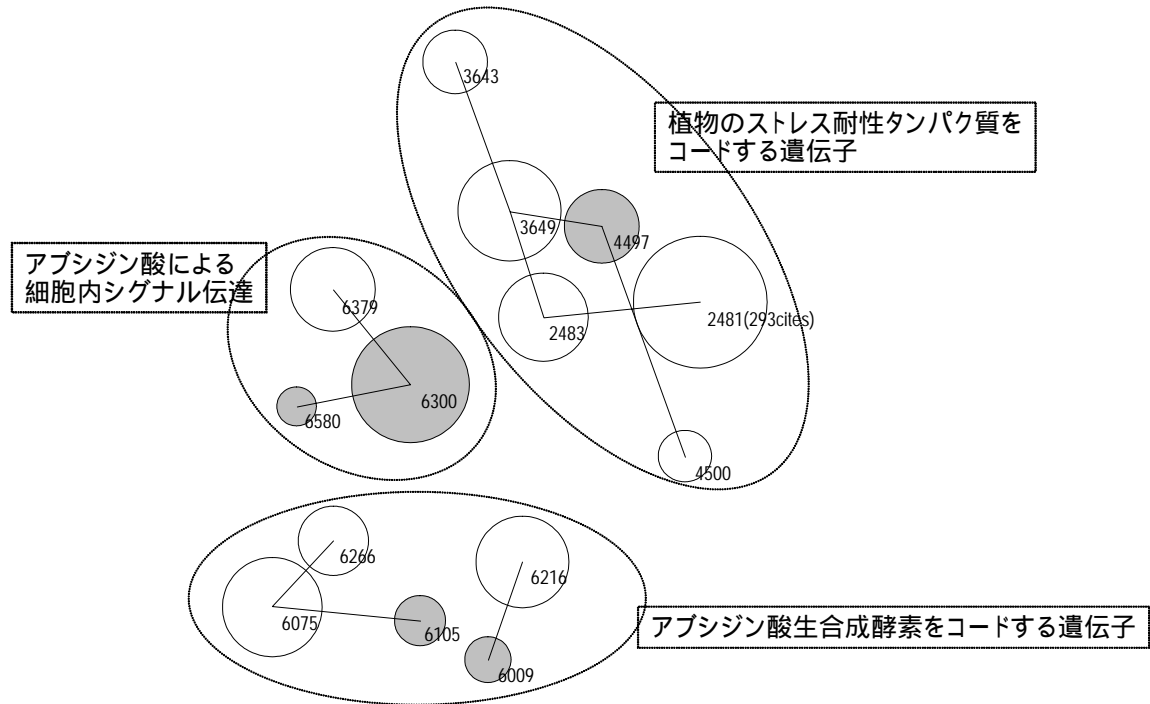 3643
植物のストレス耐性タンパク質を
コードする遺伝子
3649
4497
アブシジン酸による
細胞内シグナル伝達
6379
2481(293cites)
2483
6300
6580
4500
6266
6216
6075
6105
アブシジン酸生合成酵素をコードする遺伝子
6009